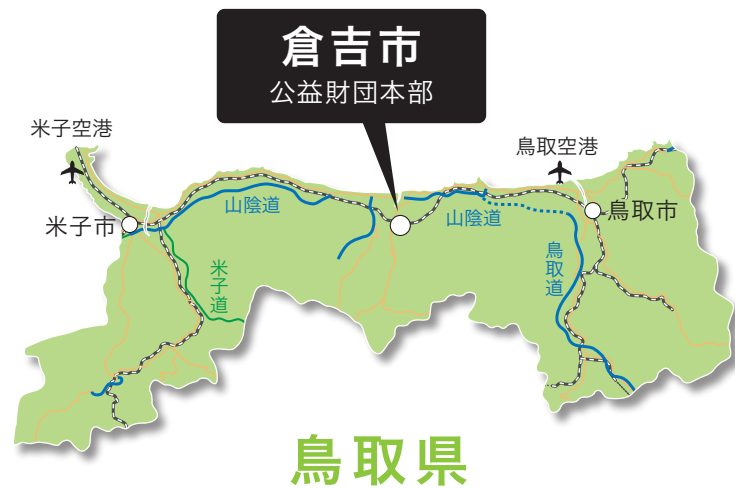 倉吉市
公益財団本部
米子空港
鳥取空港
米子市
山陰道
山陰道
鳥取市
米子道
鳥取道
鳥取県